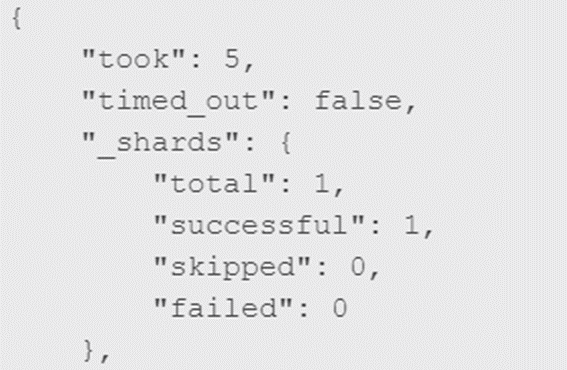 {
"took": 5,
"timed_out": false,
"_shards": {
"total": 1,
"successful": 1,
"skipped": 0,
"failed": 0
},